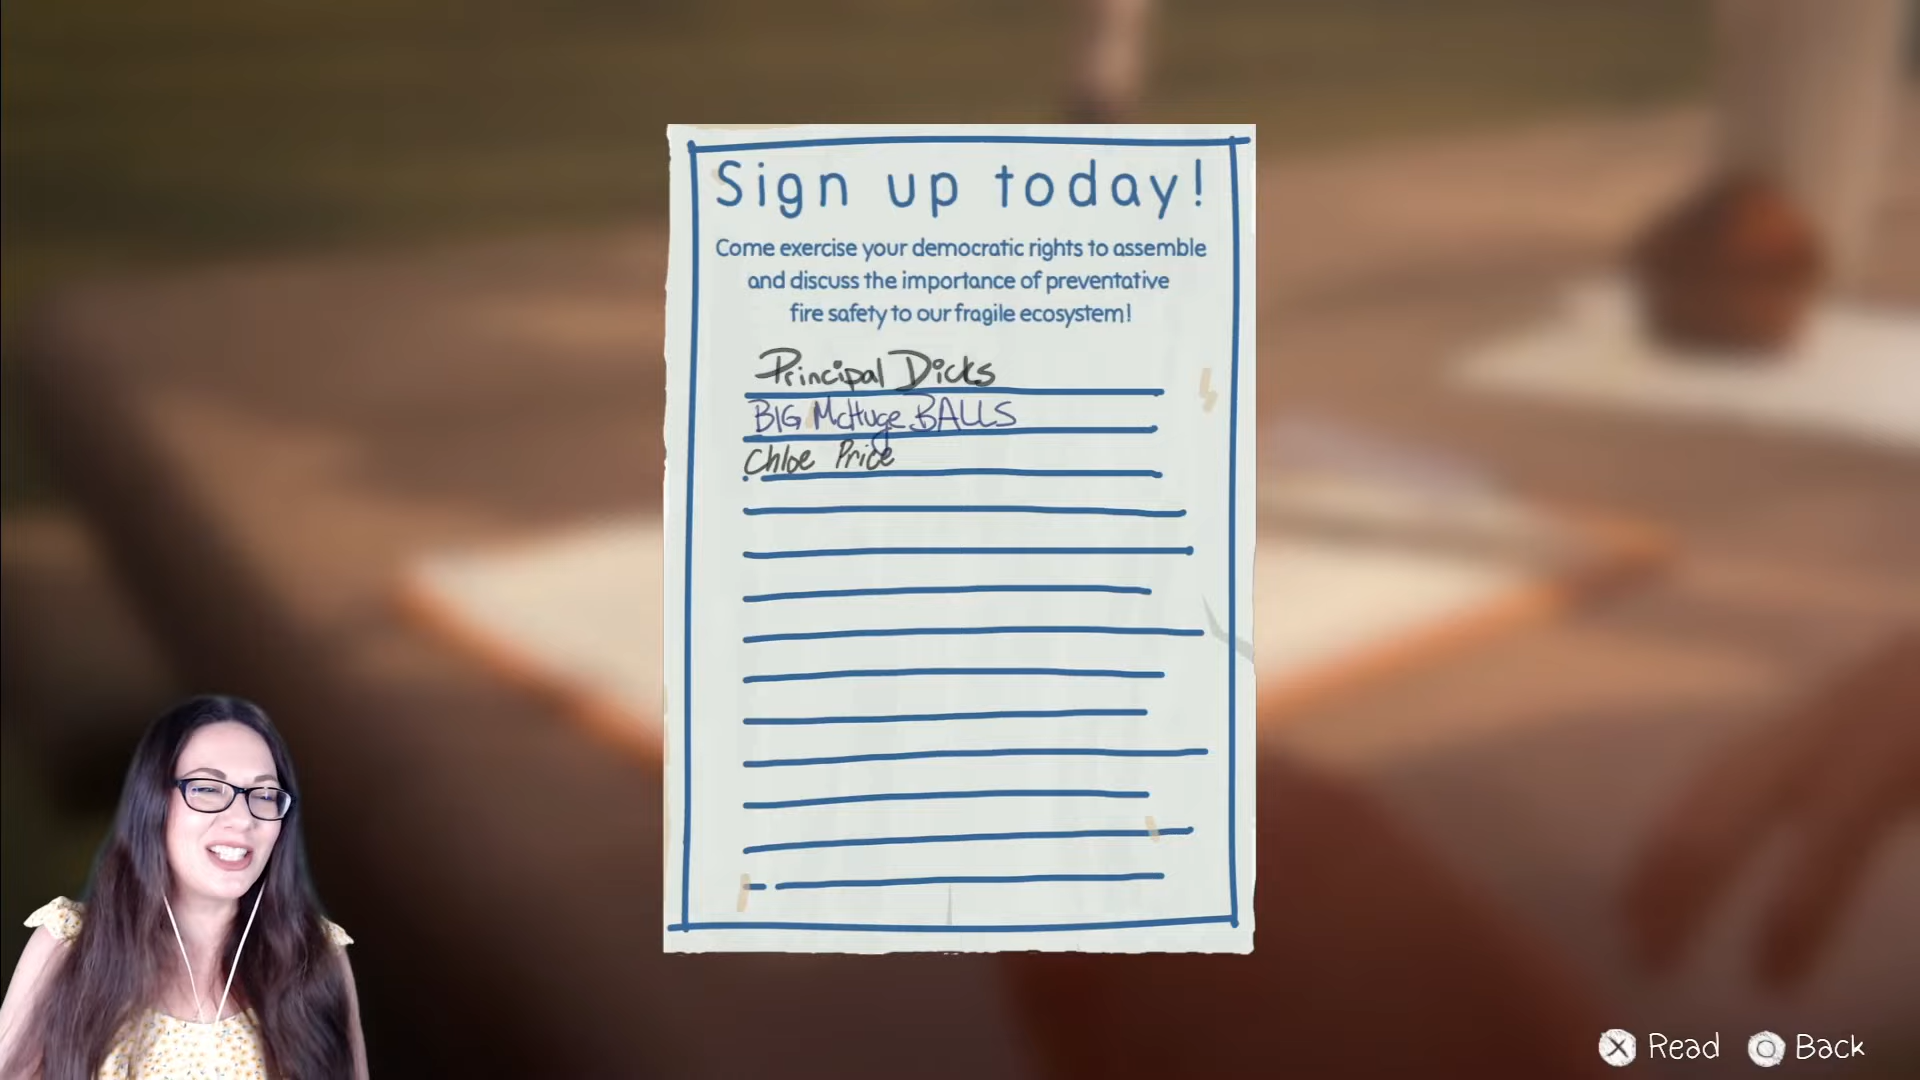 Sign up today!
Come exercise your democratic rights to assemble
and discuss the importance of preventative
fire safety to our fragile ecosystem!
Principal Dicks
BIG McHuge BALLS
Chloe Price
Read Back